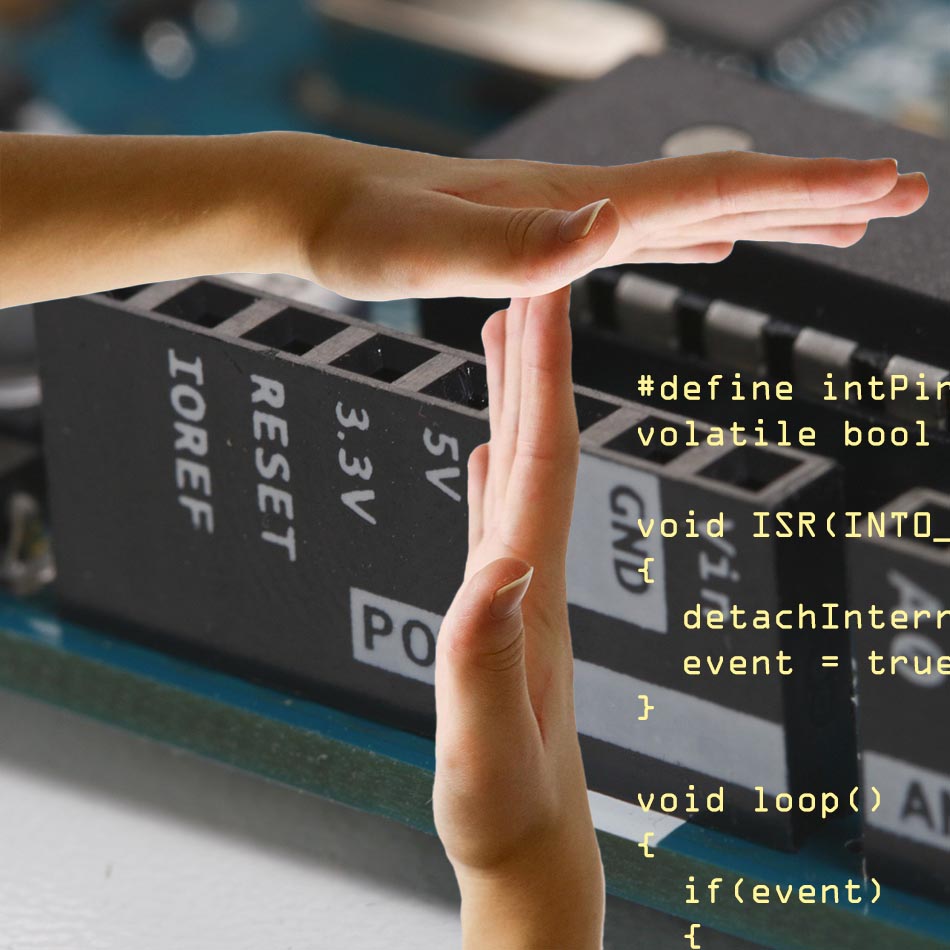 IOREF
RESET
3.3V
5V
GND
Vin
#define intPin
volatile bool
void ISR(INT0_
{
detachInterr
event = true
}
void loop()
{
if(event)
{